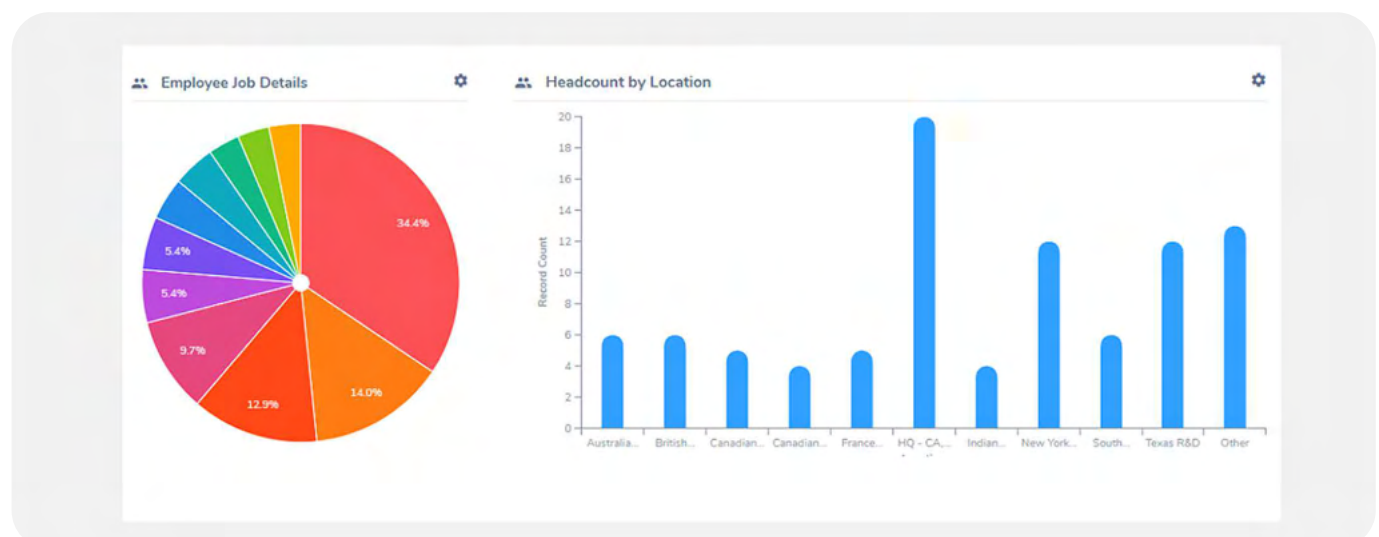 Employee Job Details
34.4%
14.0%
12.9%
9.7%
5.4%
5.4%
Headcount by Location
Record Count
20
18
16
14
12
10
8
6
4
2
0
Australia...
British...
Canadian...
Canadian...
France...
HQ - CA,...
Indian...
New York...
South...
Texas R&D
Other